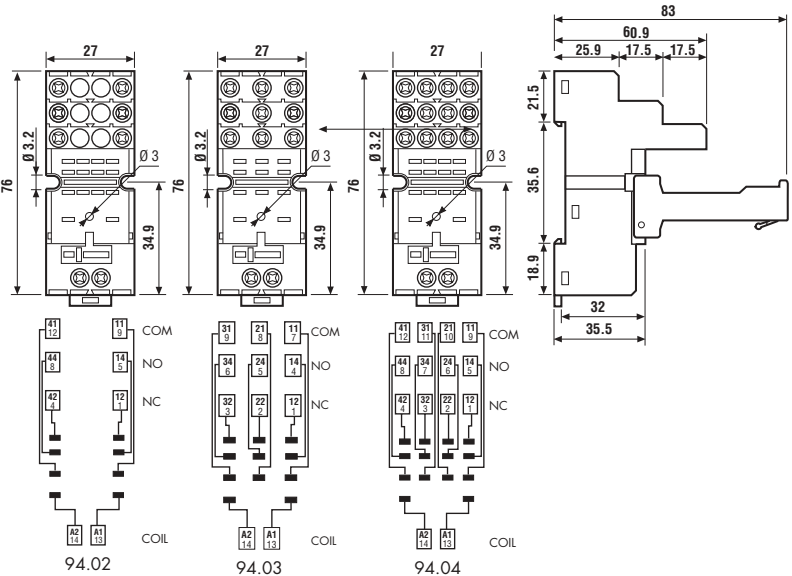 83
60.9
25.9 17.5 17.5
27
27
27
21.5
35.6
18.9
32
35.5
76
Ø 3.2
Ø 3
34.9
76
Ø 3.2
Ø 3
34.9
76
Ø 3.2
Ø 3
34.9
41 12
11 9
COM
44 8
14 5
NO
42 4
12 1
NC
A2 14
A1 13
COIL
94.02
31 9
21 8
11 7
COM
34 6
24 5
14 4
NO
32 3
22 2
12 1
NC
A2 14
A1 13
COIL
94.03
41 12
31 11
21 10
11 9
COM
44 8
34 7
24 6
14 5
NO
42 4
32 3
22 2
12 1
NC
A2 14
A1 13
COIL
94.04